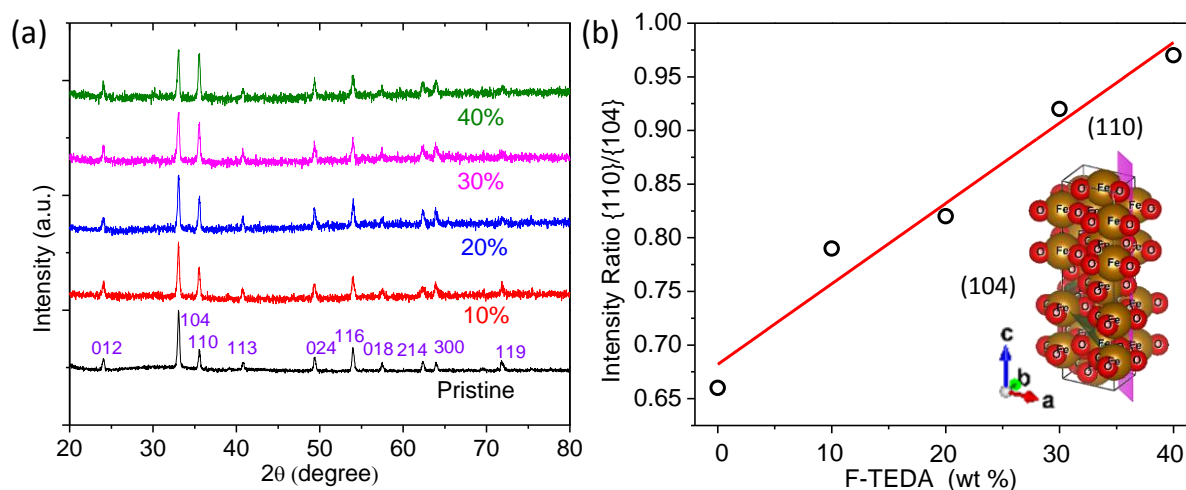 (a)
40%
30%
20%
10%
012
104
110
113
024
116
018
214
300
119
Pristine
Intensity (a.u.)
20 30 40 50 60 70 80
2θ (degree)
(b)
1.00
0.95
0.90
0.85
0.80
0.75
0.70
0.65
Intensity Ratio {110}/{104}
(110)
(104)
Fe
O
c
b
a
0 10 20 30 40
F-TEDA (wt %)